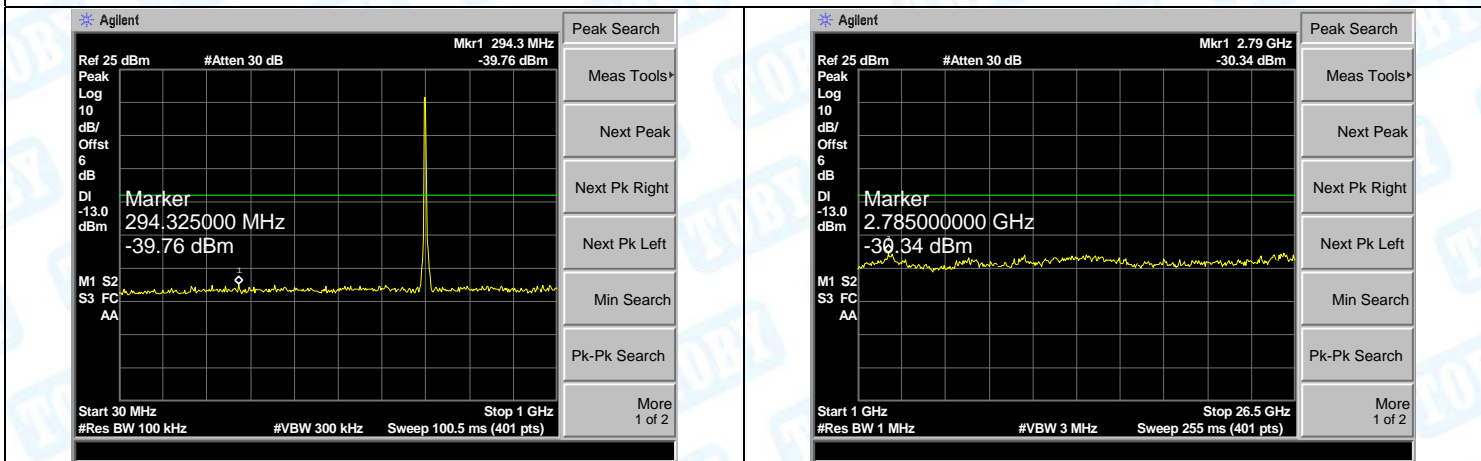 Agilent
Peak Search
Mkr1 294.3 MHz
Ref 25 dBm #Atten 30 dB -39.76 dBm
Peak
Log
10
dB/
Offst
6
dB
DI
-13.0
dBm
Marker
294.325000 MHz
-39.76 dBm
1
M1 S2
S3 FC
AA
Start 30 MHz Stop 1 GHz
#Res BW 100 kHz #VBW 300 kHz Sweep 100.5 ms (401 pts)
Meas Tools
Next Peak
Next Pk Right
Next Pk Left
Min Search
Pk-Pk Search
More
1 of 2
Agilent
Peak Search
Mkr1 2.79 GHz
Ref 25 dBm #Atten 30 dB -30.34 dBm
Peak
Log
10
dB/
Offst
6
dB
DI
-13.0
dBm
Marker
2.785000000 GHz
-30.34 dBm
1
M1 S2
S3 FC
AA
Start 1 GHz Stop 26.5 GHz
#Res BW 1 MHz #VBW 3 MHz Sweep 255 ms (401 pts)
Meas Tools
Next Peak
Next Pk Right
Next Pk Left
Min Search
Pk-Pk Search
More
1 of 2
TOBY